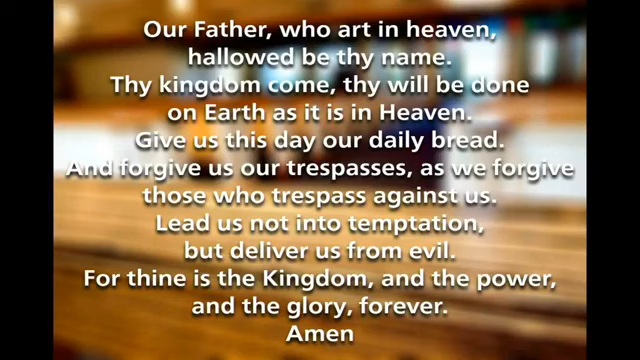 Our Father, who art in heaven,
hallowed be thy name.
Thy kingdom come, thy will be done
on Earth as it is in Heaven.
Give us this day our daily bread.
And forgive us our trespasses, as we forgive
those who trespass against us.
Lead us not into temptation,
but deliver us from evil.
For thine is the Kingdom, and the power,
and the glory, forever.
Amen